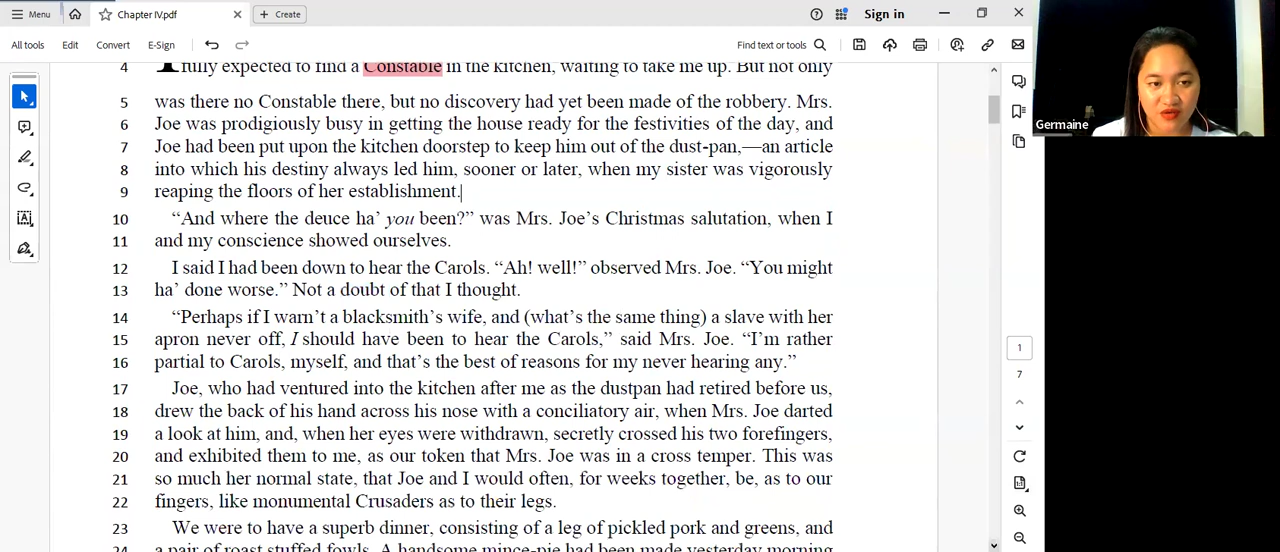 Menu
Chapter IV.pdf
Create
Sign in
All tools
Edit
Convert
E-Sign
Find text or tools
4 I fully expected to find a Constable in the kitchen, waiting to take me up. But not only
5 was there no Constable there, but no discovery had yet been made of the robbery. Mrs.
6 Joe was prodigiously busy in getting the house ready for the festivities of the day, and
7 Joe had been put upon the kitchen doorstep to keep him out of the dust-pan,—an article
8 into which his destiny always led him, sooner or later, when my sister was vigorously
9 reaping the floors of her establishment.
10 “And where the deuce ha’ you been?” was Mrs. Joe’s Christmas salutation, when I
11 and my conscience showed ourselves.
12 I said I had been down to hear the Carols. “Ah! well!” observed Mrs. Joe. “You might
13 ha’ done worse.” Not a doubt of that I thought.
14 “Perhaps if I warn’t a blacksmith’s wife, and (what’s the same thing) a slave with her
15 apron never off, I should have been to hear the Carols,” said Mrs. Joe. “I’m rather
16 partial to Carols, myself, and that’s the best of reasons for my never hearing any.”
17 Joe, who had ventured into the kitchen after me as the dustpan had retired before us,
18 drew the back of his hand across his nose with a conciliatory air, when Mrs. Joe darted
19 a look at him, and, when her eyes were withdrawn, secretly crossed his two forefingers,
20 and exhibited them to me, as our token that Mrs. Joe was in a cross temper. This was
21 so much her normal state, that Joe and I would often, for weeks together, be, as to our
22 fingers, like monumental Crusaders as to their legs.
23 We were to have a superb dinner, consisting of a leg of pickled pork and greens, and
24 a pair of roast stuffed fowls. A handsome mince-pie had been made yesterday morning
1
7
Germaine